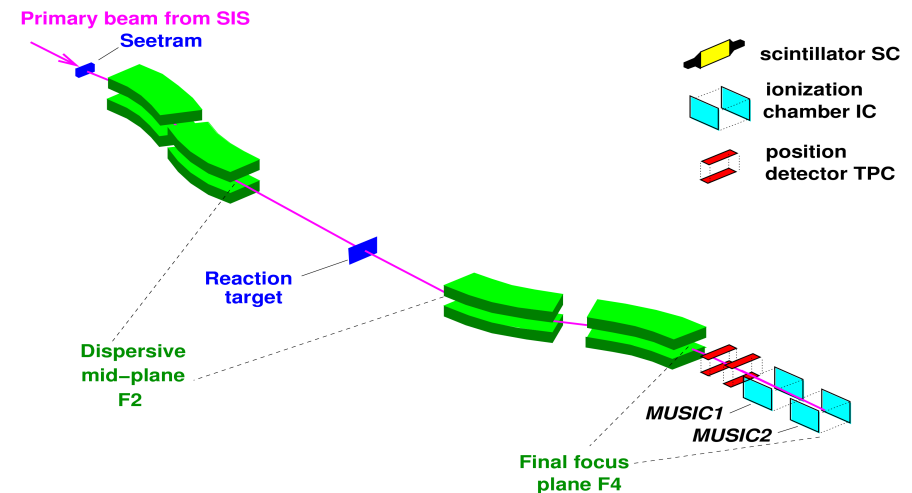 Primary beam from SIS
Seetram
scintillator SC
ionization
chamber IC
position
detector TPC
Reaction
target
Dispersive
mid−plane
F2
MUSIC1
MUSIC2
Final focus
plane F4